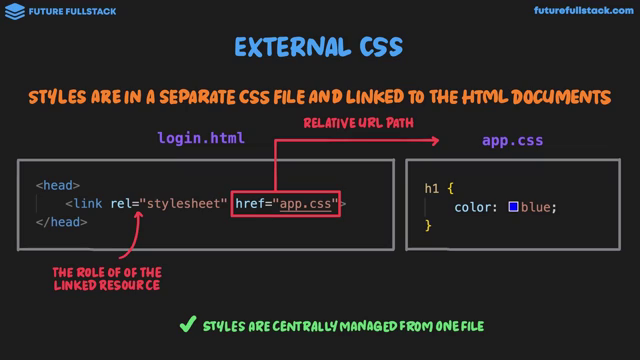 FUTURE FULLSTACK
futurefullstack.com
EXTERNAL CSS
STYLES ARE IN A SEPARATE CSS FILE AND LINKED TO THE HTML DOCUMENTS
RELATIVE URL PATH
login.html
app.css
<head>
<link rel="stylesheet" href="app.css">
</head>
h1 {
color: blue;
}
THE ROLE OF OF THE
LINKED RESOURCE
STYLES ARE CENTRALLY MANAGED FROM ONE FILE